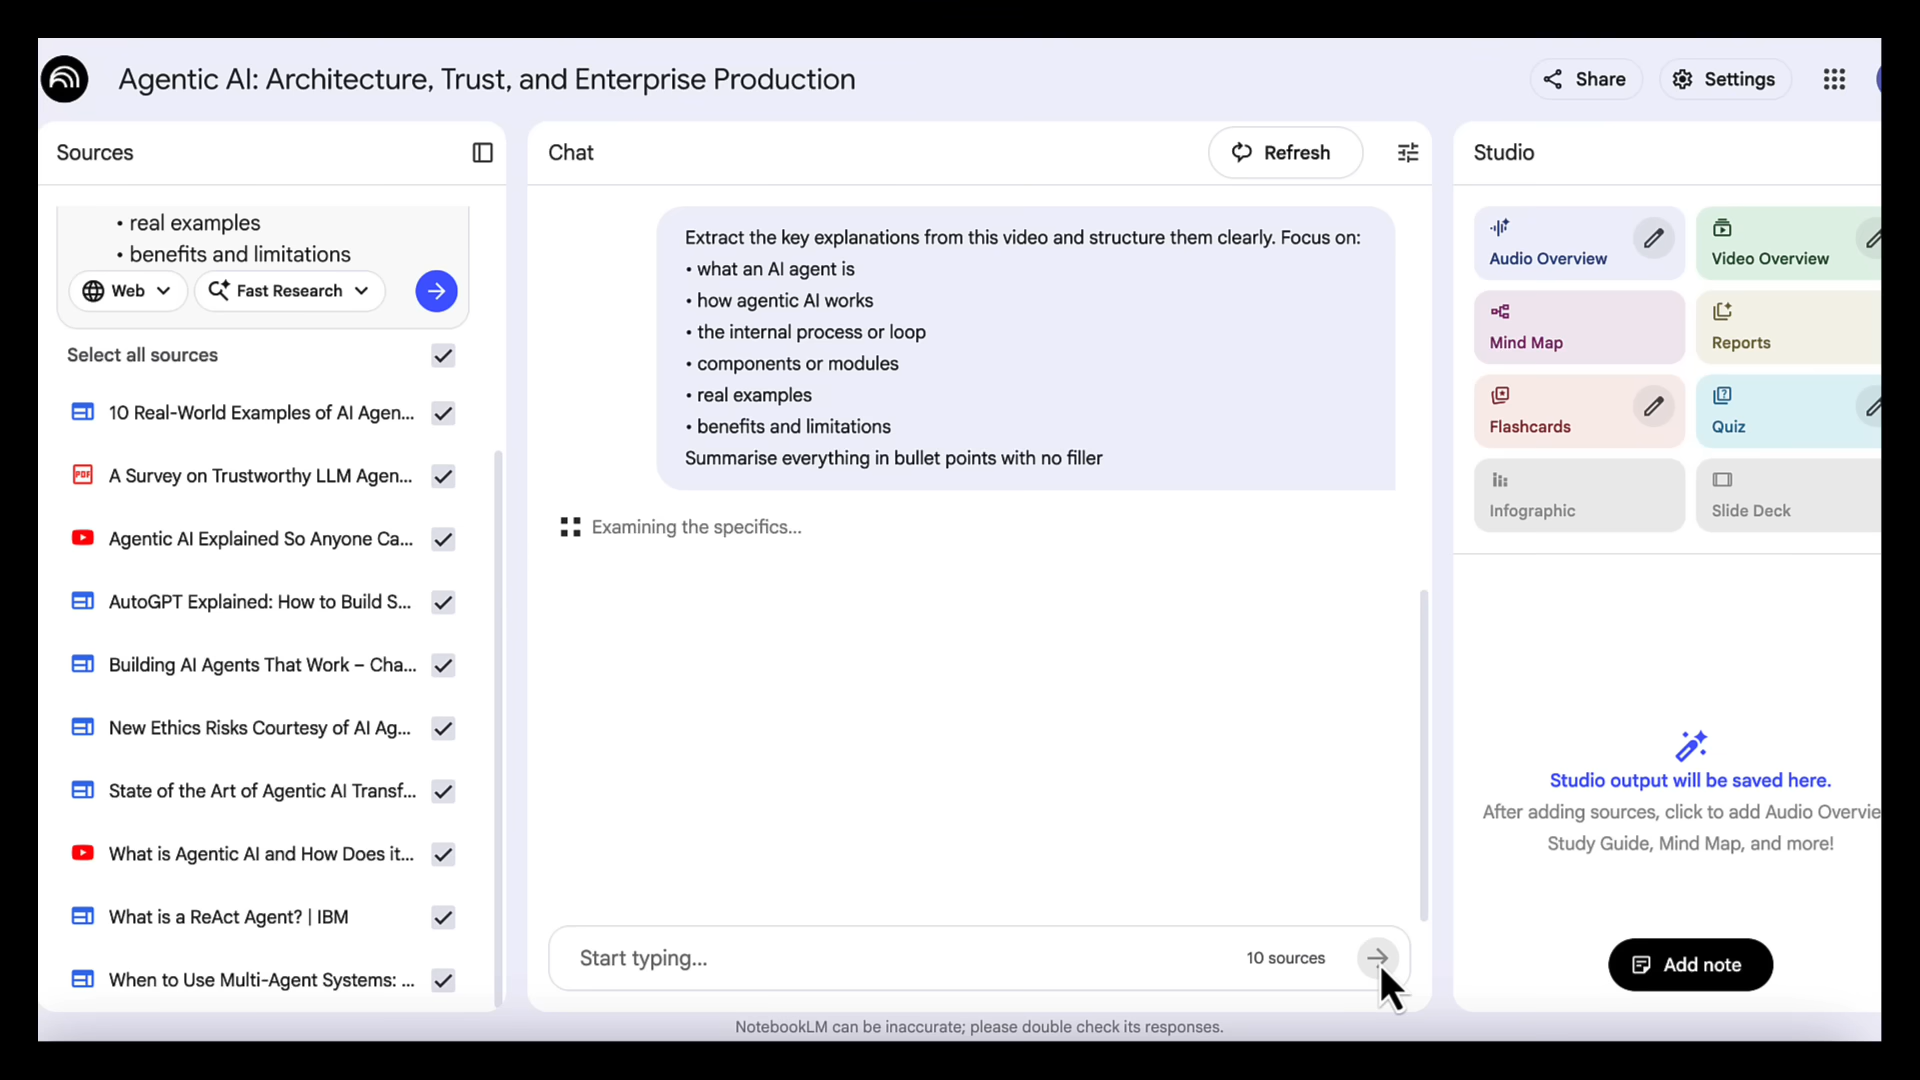 Agentic AI: Architecture, Trust, and Enterprise Production
Share
Settings
Sources
• real examples
• benefits and limitations
Web
Fast Research
Select all sources
10 Real-World Examples of AI Agen...
PDF
A Survey on Trustworthy LLM Agen...
Agentic AI Explained So Anyone Ca...
AutoGPT Explained: How to Build S...
Building AI Agents That Work – Cha...
New Ethics Risks Courtesy of AI Ag...
State of the Art of Agentic AI Transf...
What is Agentic AI and How Does it...
What is a ReAct Agent? | IBM
When to Use Multi-Agent Systems: ...
Chat
Refresh
Extract the key explanations from this video and structure them clearly. Focus on:
• what an AI agent is
• how agentic AI works
• the internal process or loop
• components or modules
• real examples
• benefits and limitations
Summarise everything in bullet points with no filler
Examining the specifics...
Start typing...
10 sources
NotebookLM can be inaccurate; please double check its responses.
Studio
Audio Overview
Video Overview
Mind Map
Reports
Flashcards
Quiz
Infographic
Slide Deck
Studio output will be saved here.
After adding sources, click to add Audio Overvie
Study Guide, Mind Map, and more!
Add note